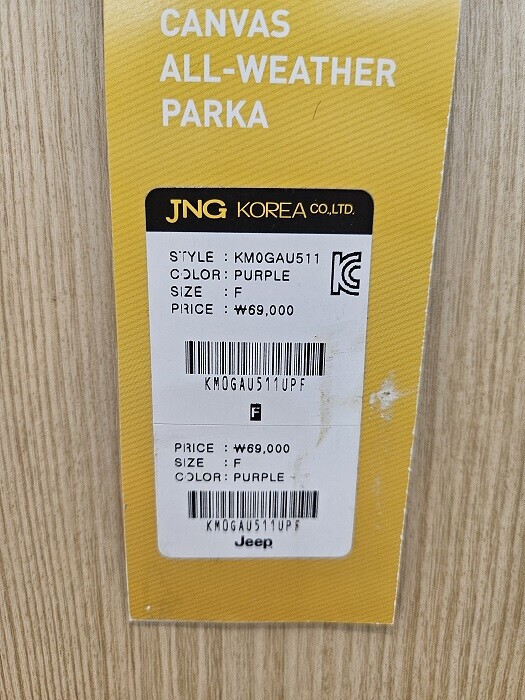 CANVAS
ALL-WEATHER
PARKA
JNG KOREA CO.,LTD.
STYLE : KM0GAU511
COLOR : PURPLE
SIZE : F
PRICE : ₩69,000
KM0GAU511UPF
F
PRICE : ₩69,000
SIZE : F
COLOR : PURPLE
KM0GAU511UPF
Jeep